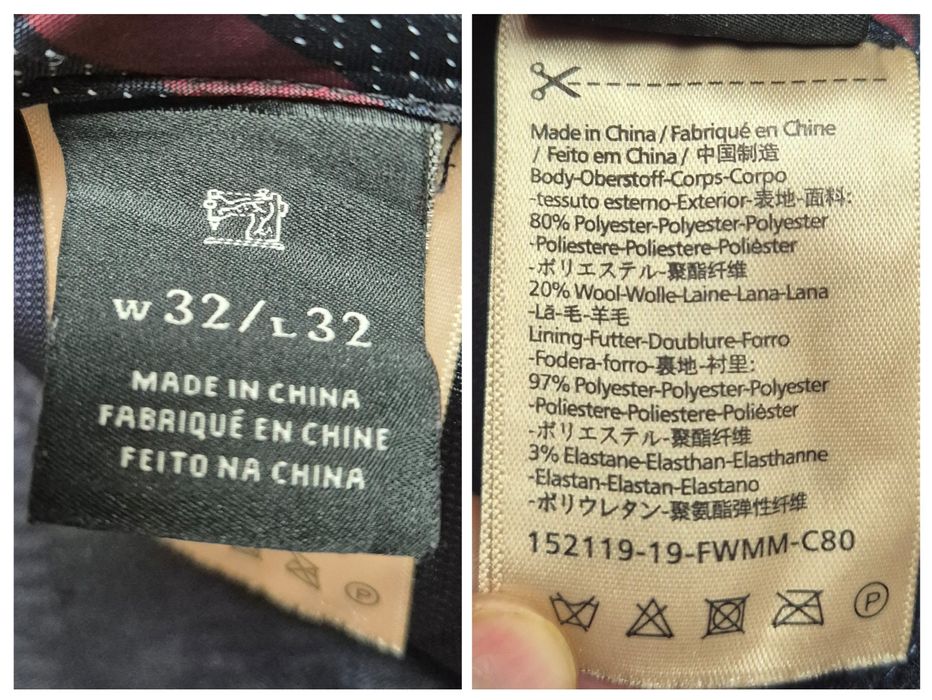 W 32/L 32
MADE IN CHINA
FABRIQUÉ EN CHINE
FEITO NA CHINA
P
Made in China / Fabriqué en Chine
/ Feito em China / 中国制造
Body-Oberstoff-Corps-Corpo
-tessuto esterno-Exterior-表地-面料:
80% Polyester-Polyester-Polyester
-Poliestere-Poliestere-Poliéster
-ポリエステル-聚酯纤维
20% Wool-Wolle-Laine-Lana-Lana
-Lã-毛-羊毛
Lining-Futter-Doublure-Forro
-Fodera-forro-裏地-衬里:
97% Polyester-Polyester-Polyester
-Poliestere-Poliestere-Poliéster
-ポリエステル-聚酯纤维
3% Elastane-Elasthan-Elasthanne
-Elastan-Elastan-Elastano
-ポリウレタン-聚氨酯弹性纤维
152119-19-FWMM-C80
P